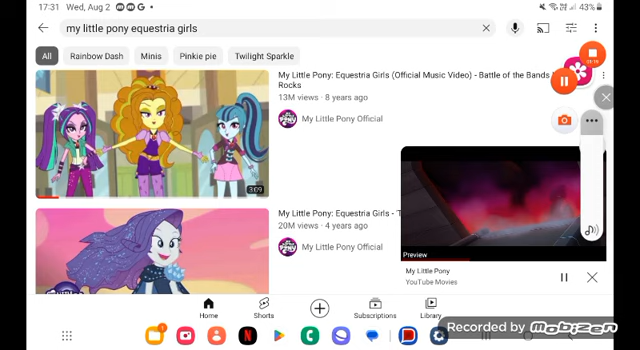 17:31 Wed, Aug 2 43%
my little pony equestria girls
All Rainbow Dash Minis Pinkie pie Twilight Sparkle
My Little Pony: Equestria Girls (Official Music Video) - Battle of the Bands
Rocks
13M views · 8 years ago
My Little Pony Official
3:09
My Little Pony: Equestria Girls -
20M views · 4 years ago
My Little Pony Official
Preview
My Little Pony
YouTube Movies
Home Shorts Subscriptions Library
Recorded by Mobizen